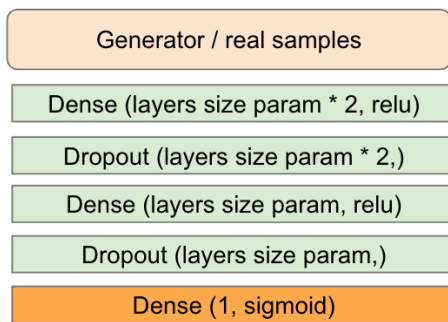 Generator / real samples
Dense (layers size param * 2, relu)
Dropout (layers size param * 2,)
Dense (layers size param, relu)
Dropout (layers size param,)
Dense (1, sigmoid)